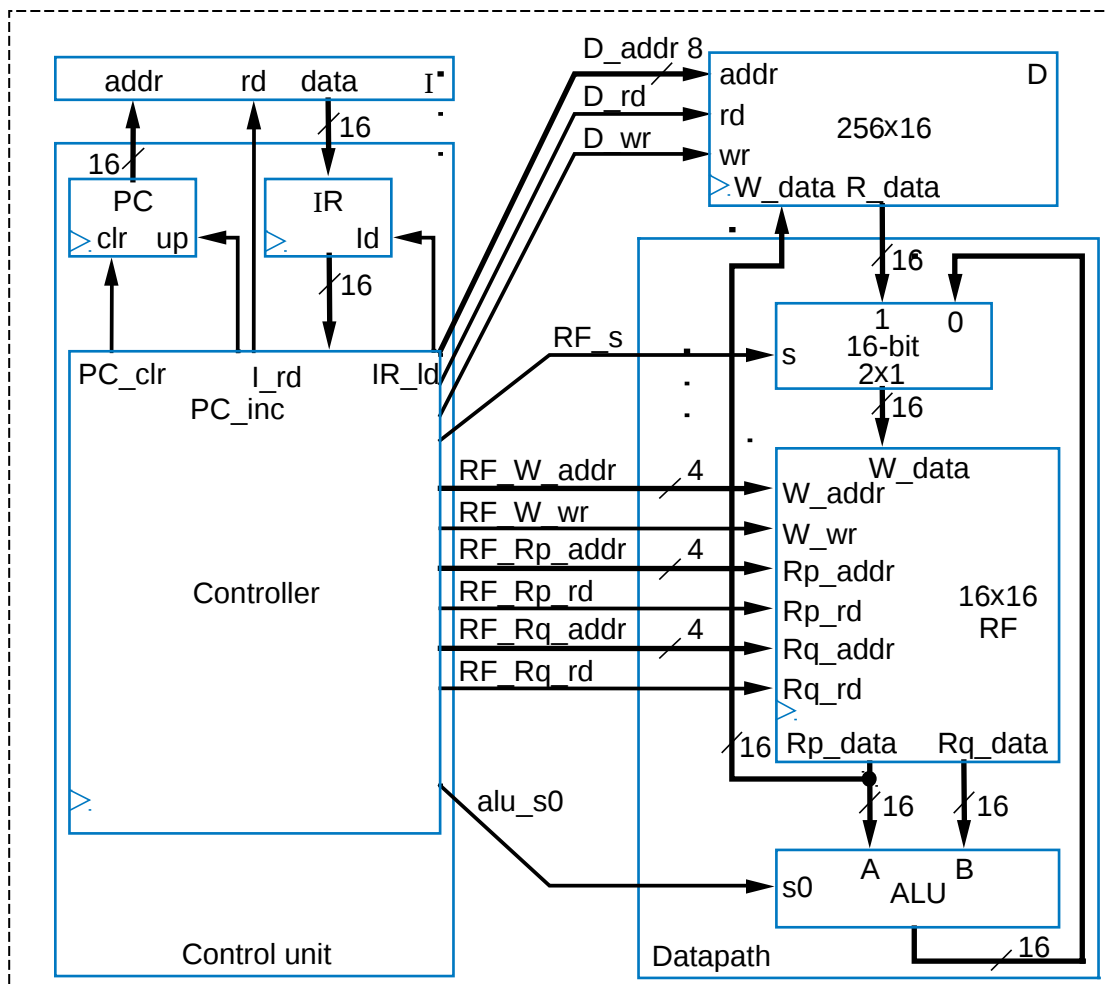 addr rd data I
16
16
PC
clr up
IR
ld
16
PC_clr I_rd IR_ld
PC_inc
Controller
Control unit
D_addr 8
D_rd
D_wr
addr D
rd
256x16
wr
W_data R_data
16
1 0
RF_s
s 16-bit
2x1
16
RF_W_addr 4
RF_W_wr
RF_Rp_addr 4
RF_Rp_rd
RF_Rq_addr 4
RF_Rq_rd
W_data
W_addr
W_wr
Rp_addr
Rp_rd 16x16
RF
Rq_addr
Rq_rd
Rp_data Rq_data
16
16 16
alu_s0
A B
s0 ALU
16
Datapath